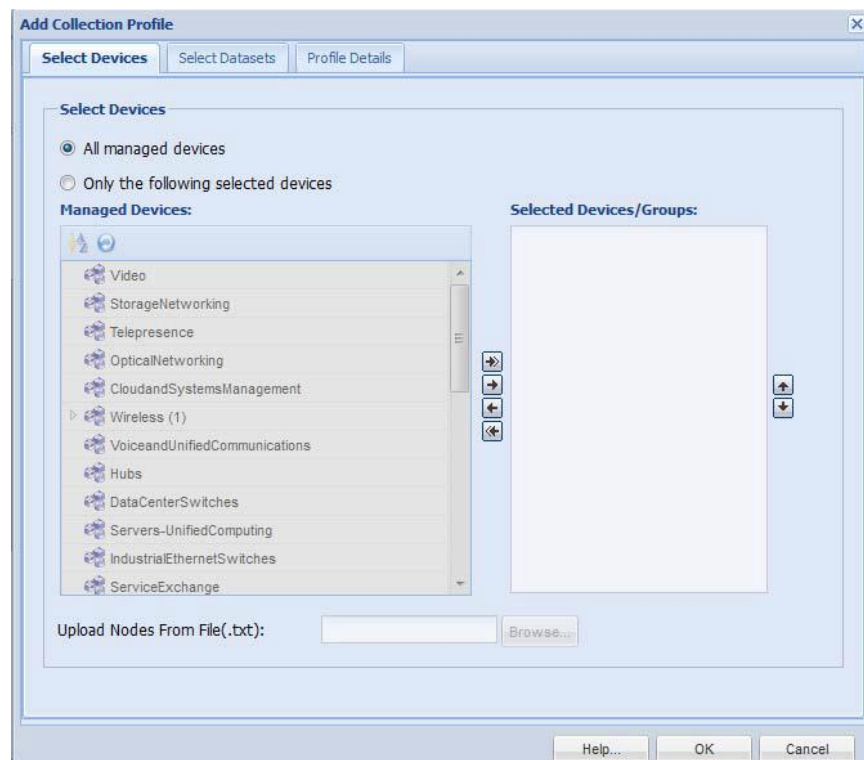 Add Collection Profile
Select Devices Select Datasets Profile Details
Select Devices
All managed devices
Only the following selected devices
Managed Devices: Selected Devices/Groups:
Video
StorageNetworking
Telepresence
OpticalNetworking
CloudandSystemsManagement
Wireless (1)
VoiceandUnifiedCommunications
Hubs
DataCenterSwitches
Servers-UnifiedComputing
IndustrialEthernetSwitches
ServiceExchange
Upload Nodes From File(.txt): Browse...
Help... OK Cancel